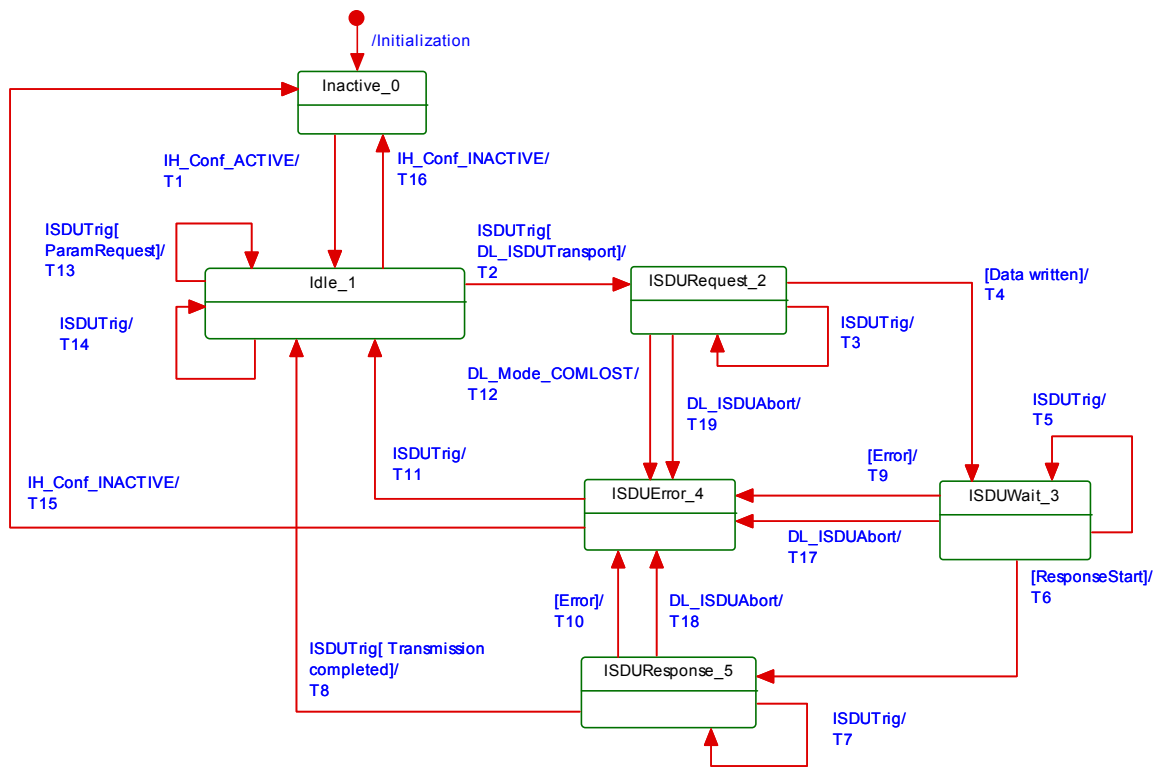 /Initialization
Inactive_0
IH_Conf_ACTIVE/
T1
IH_Conf_INACTIVE/
T16
ISDUTrig[
ParamRequest]/
T13
ISDUTrig[
DL_ISDUTransport]/
T2
Idle_1
ISDURequest_2
[Data written]/
T4
ISDUTrig/
T14
ISDUTrig/
T3
DL_Mode_COMLOST/
T12
DL_ISDUAbort/
T19
ISDUTrig/
T5
ISDUTrig/
T11
[Error]/
T9
IH_Conf_INACTIVE/
T15
ISDUError_4
ISDUWait_3
DL_ISDUAbort/
T17
[ResponseStart]/
T6
[Error]/
T10
DL_ISDUAbort/
T18
ISDUTrig[ Transmission
completed]/
T8
ISDUResponse_5
ISDUTrig/
T7